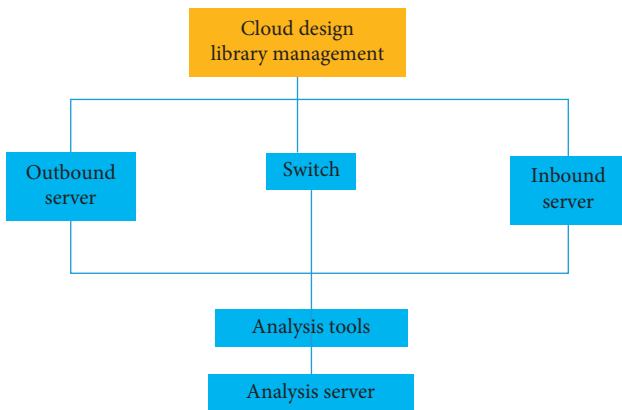 Cloud design
library management
Outbound
server
Switch
Inbound
server
Analysis tools
Analysis server